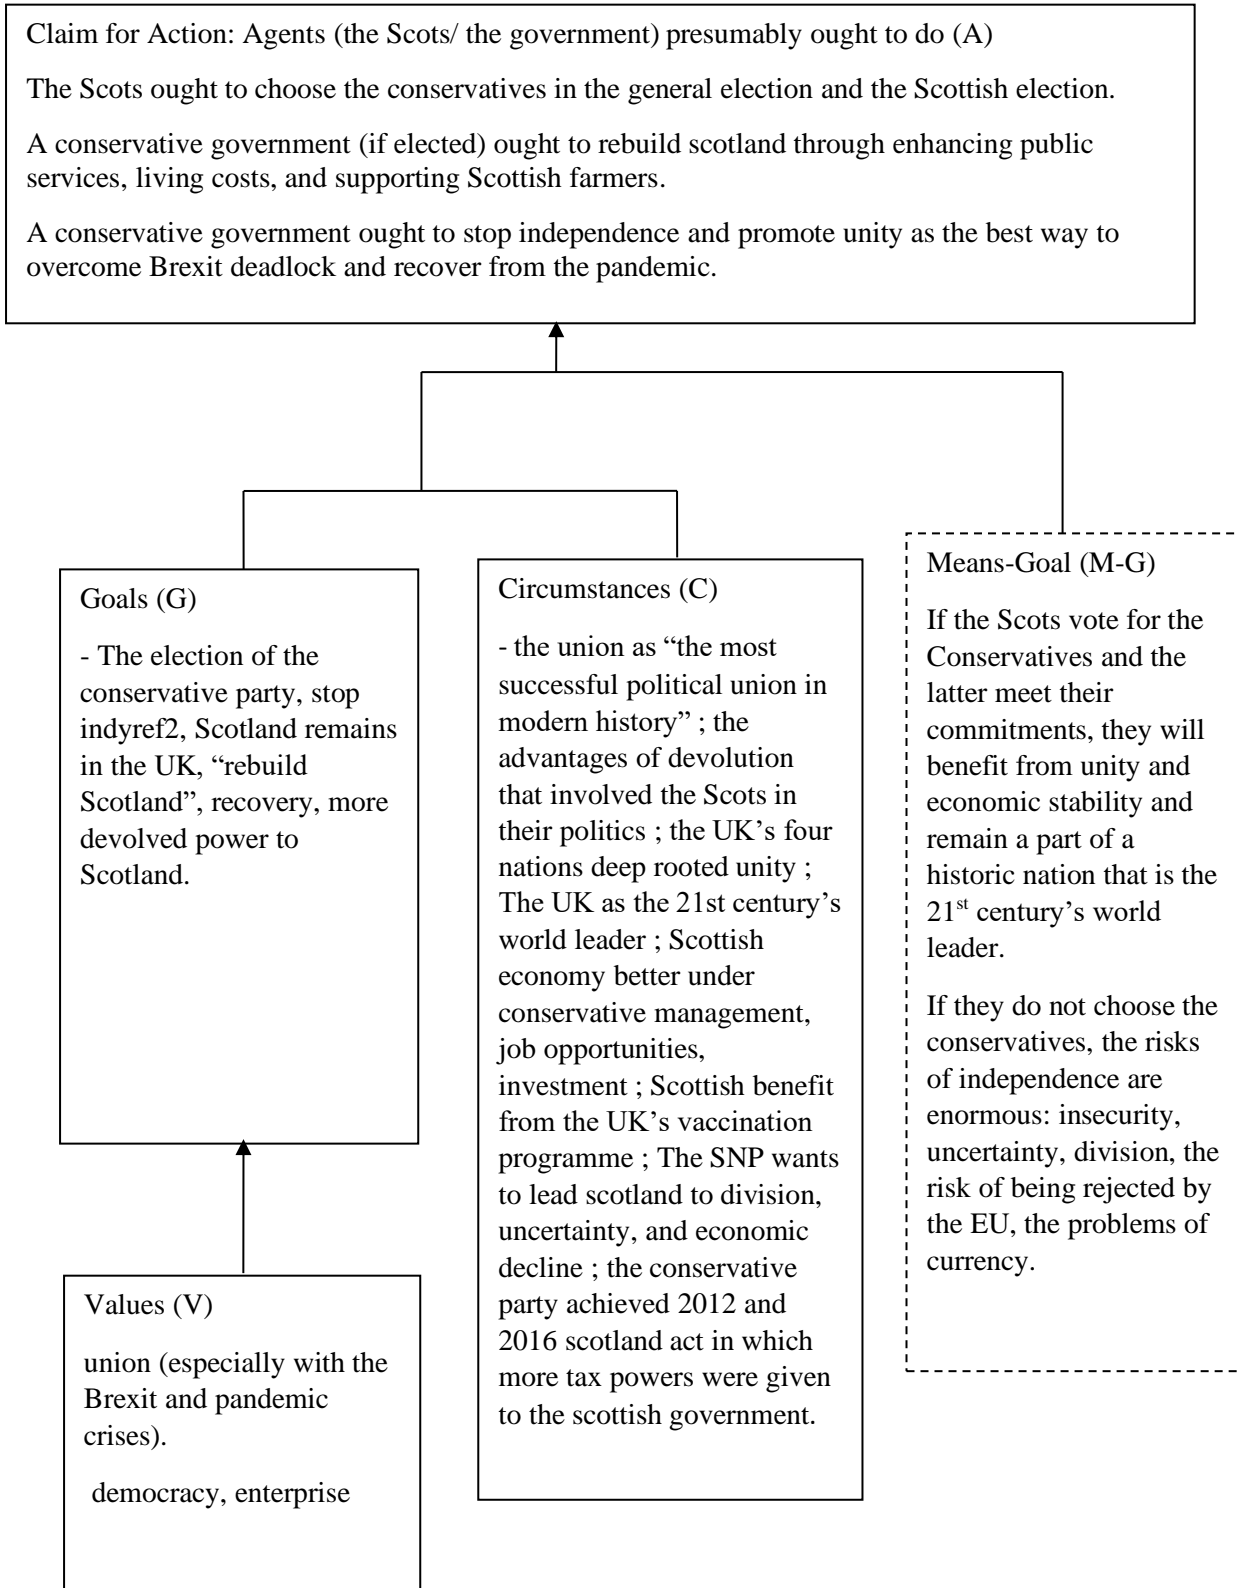 Claim for Action: Agents (the Scots/ the government) presumably ought to do (A)
The Scots ought to choose the conservatives in the general election and the Scottish election.
A conservative government (if elected) ought to rebuild scotland through enhancing public
services, living costs, and supporting Scottish farmers.
A conservative government ought to stop independence and promote unity as the best way to
overcome Brexit deadlock and recover from the pandemic.
Goals (G)
- The election of the
conservative party, stop
indyref2, Scotland remains
in the UK, “rebuild
Scotland”, recovery, more
devolved power to
Scotland.
Circumstances (C)
- the union as “the most
successful political union in
modern history” ; the
advantages of devolution
that involved the Scots in
their politics ; the UK’s four
nations deep rooted unity ;
The UK as the 21st century’s
world leader ; Scottish
economy better under
conservative management,
job opportunities,
investment ; Scottish benefit
from the UK’s vaccination
programme ; The SNP wants
to lead scotland to division,
uncertainty, and economic
decline ; the conservative
party achieved 2012 and
2016 scotland act in which
more tax powers were given
to the scottish government.
Means-Goal (M-G)
If the Scots vote for the
Conservatives and the
latter meet their
commitments, they will
benefit from unity and
economic stability and
remain a part of a
historic nation that is the
21st century’s world
leader.
If they do not choose the
conservatives, the risks
of independence are
enormous: insecurity,
uncertainty, division, the
risk of being rejected by
the EU, the problems of
currency.
Values (V)
union (especially with the
Brexit and pandemic
crises).
democracy, enterprise